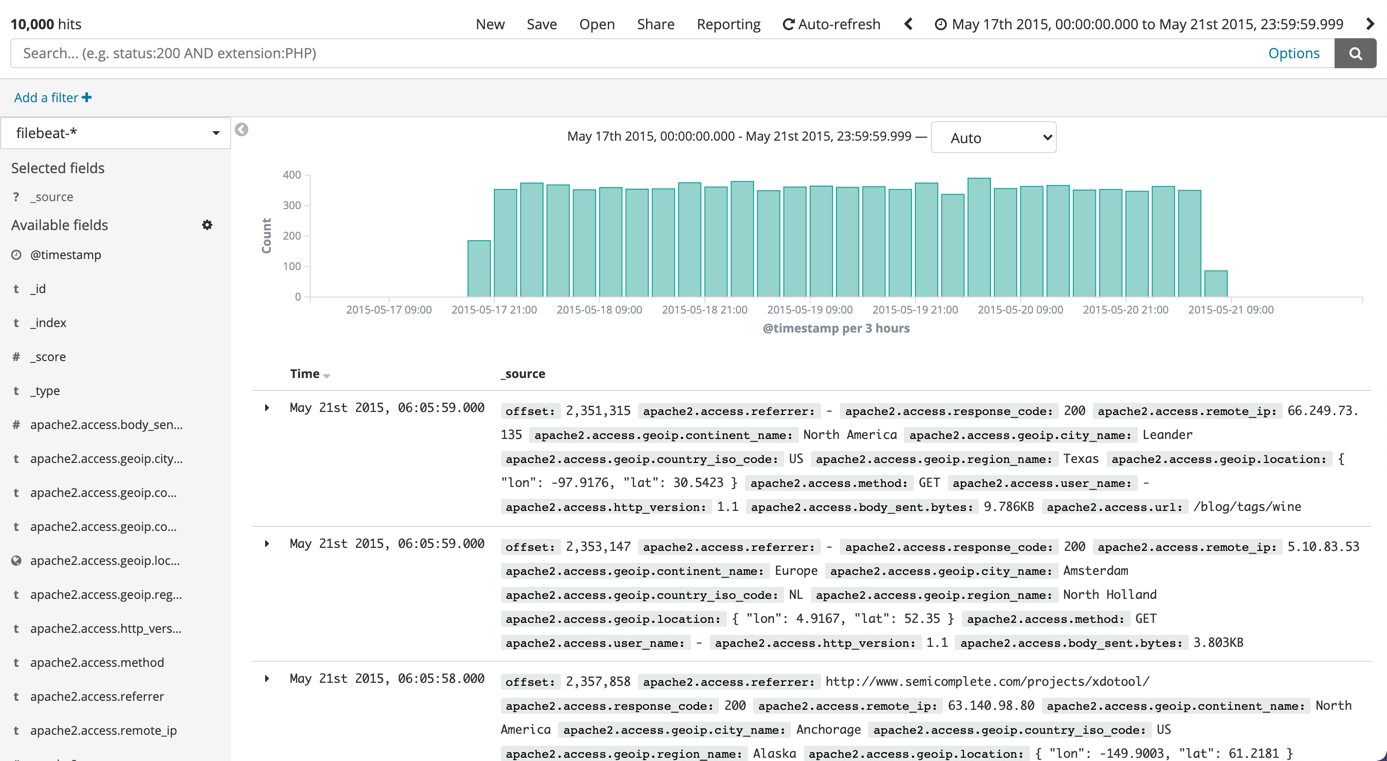 10,000 hits New Save Open Share Reporting Auto-refresh May 17th 2015, 00:00:00.000 to May 21st 2015, 23:59:59.999
Search... (e.g. status:200 AND extension:PHP) Options
Add a filter +
filebeat-*
Selected fields
? _source
Available fields
@timestamp
t _id
t _index
# _score
t _type
# apache2.access.body_sen...
t apache2.access.geoip.city...
t apache2.access.geoip.co...
t apache2.access.geoip.co...
apache2.access.geoip.loc...
t apache2.access.geoip.reg...
t apache2.access.http_vers...
t apache2.access.method
t apache2.access.referrer
t apache2.access.remote_ip
May 17th 2015, 00:00:00.000 - May 21st 2015, 23:59:59.999 — Auto
Count
400
300
200
100
0
2015-05-17 09:00 2015-05-17 21:00 2015-05-18 09:00 2015-05-18 21:00 2015-05-19 09:00 2015-05-19 21:00 2015-05-20 09:00 2015-05-20 21:00 2015-05-21 09:00
@timestamp per 3 hours
Time _source
May 21st 2015, 06:05:59.000 offset: 2,351,315 apache2.access.referrer: - apache2.access.response_code: 200 apache2.access.remote_ip: 66.249.73.
135 apache2.access.geoip.continent_name: North America apache2.access.geoip.city_name: Leander
apache2.access.geoip.country_iso_code: US apache2.access.geoip.region_name: Texas apache2.access.geoip.location: {
"lon": -97.9176, "lat": 30.5423 } apache2.access.method: GET apache2.access.user_name: -
apache2.access.http_version: 1.1 apache2.access.body_sent.bytes: 9.786KB apache2.access.url: /blog/tags/wine
May 21st 2015, 06:05:59.000 offset: 2,353,147 apache2.access.referrer: - apache2.access.response_code: 200 apache2.access.remote_ip: 5.10.83.53
apache2.access.geoip.continent_name: Europe apache2.access.geoip.city_name: Amsterdam
apache2.access.geoip.country_iso_code: NL apache2.access.geoip.region_name: North Holland
apache2.access.geoip.location: { "lon": 4.9167, "lat": 52.35 } apache2.access.method: GET
apache2.access.user_name: - apache2.access.http_version: 1.1 apache2.access.body_sent.bytes: 3.803KB
May 21st 2015, 06:05:58.000 offset: 2,357,858 apache2.access.referrer: http://www.semicomplete.com/projects/xdotool/
apache2.access.response_code: 200 apache2.access.remote_ip: 63.140.98.80 apache2.access.geoip.continent_name: North
America apache2.access.geoip.city_name: Anchorage apache2.access.geoip.country_iso_code: US
apache2.access.geoip.region_name: Alaska apache2.access.geoip.location: { "lon": -149.9003, "lat": 61.2181 }